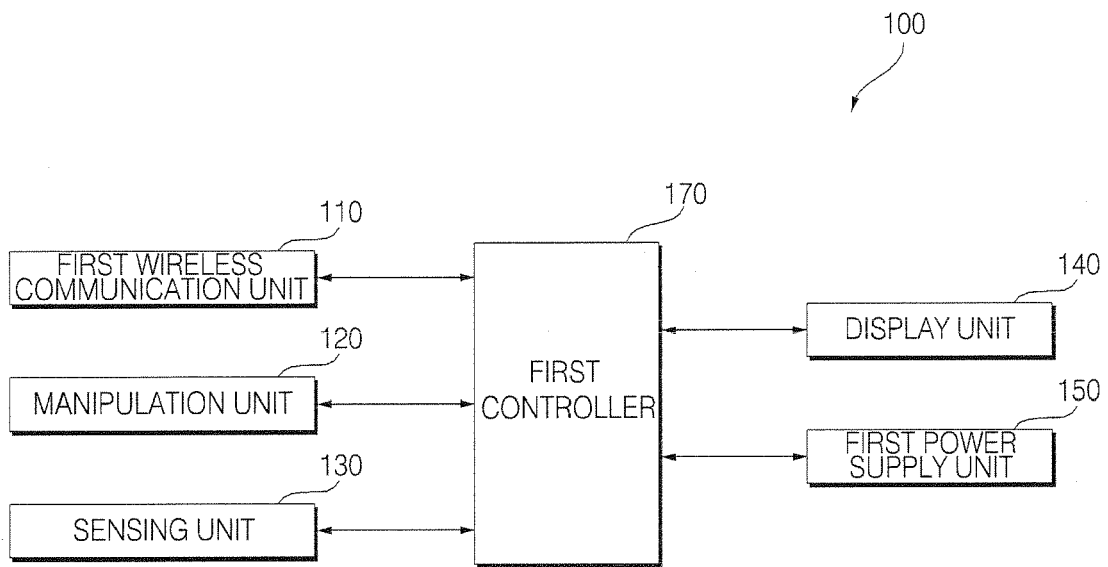 100
170
110
FIRST WIRELESS
COMMUNICATION UNIT
140
DISPLAY UNIT
120
MANIPULATION UNIT
FIRST
CONTROLLER
150
FIRST POWER
SUPPLY UNIT
130
SENSING UNIT